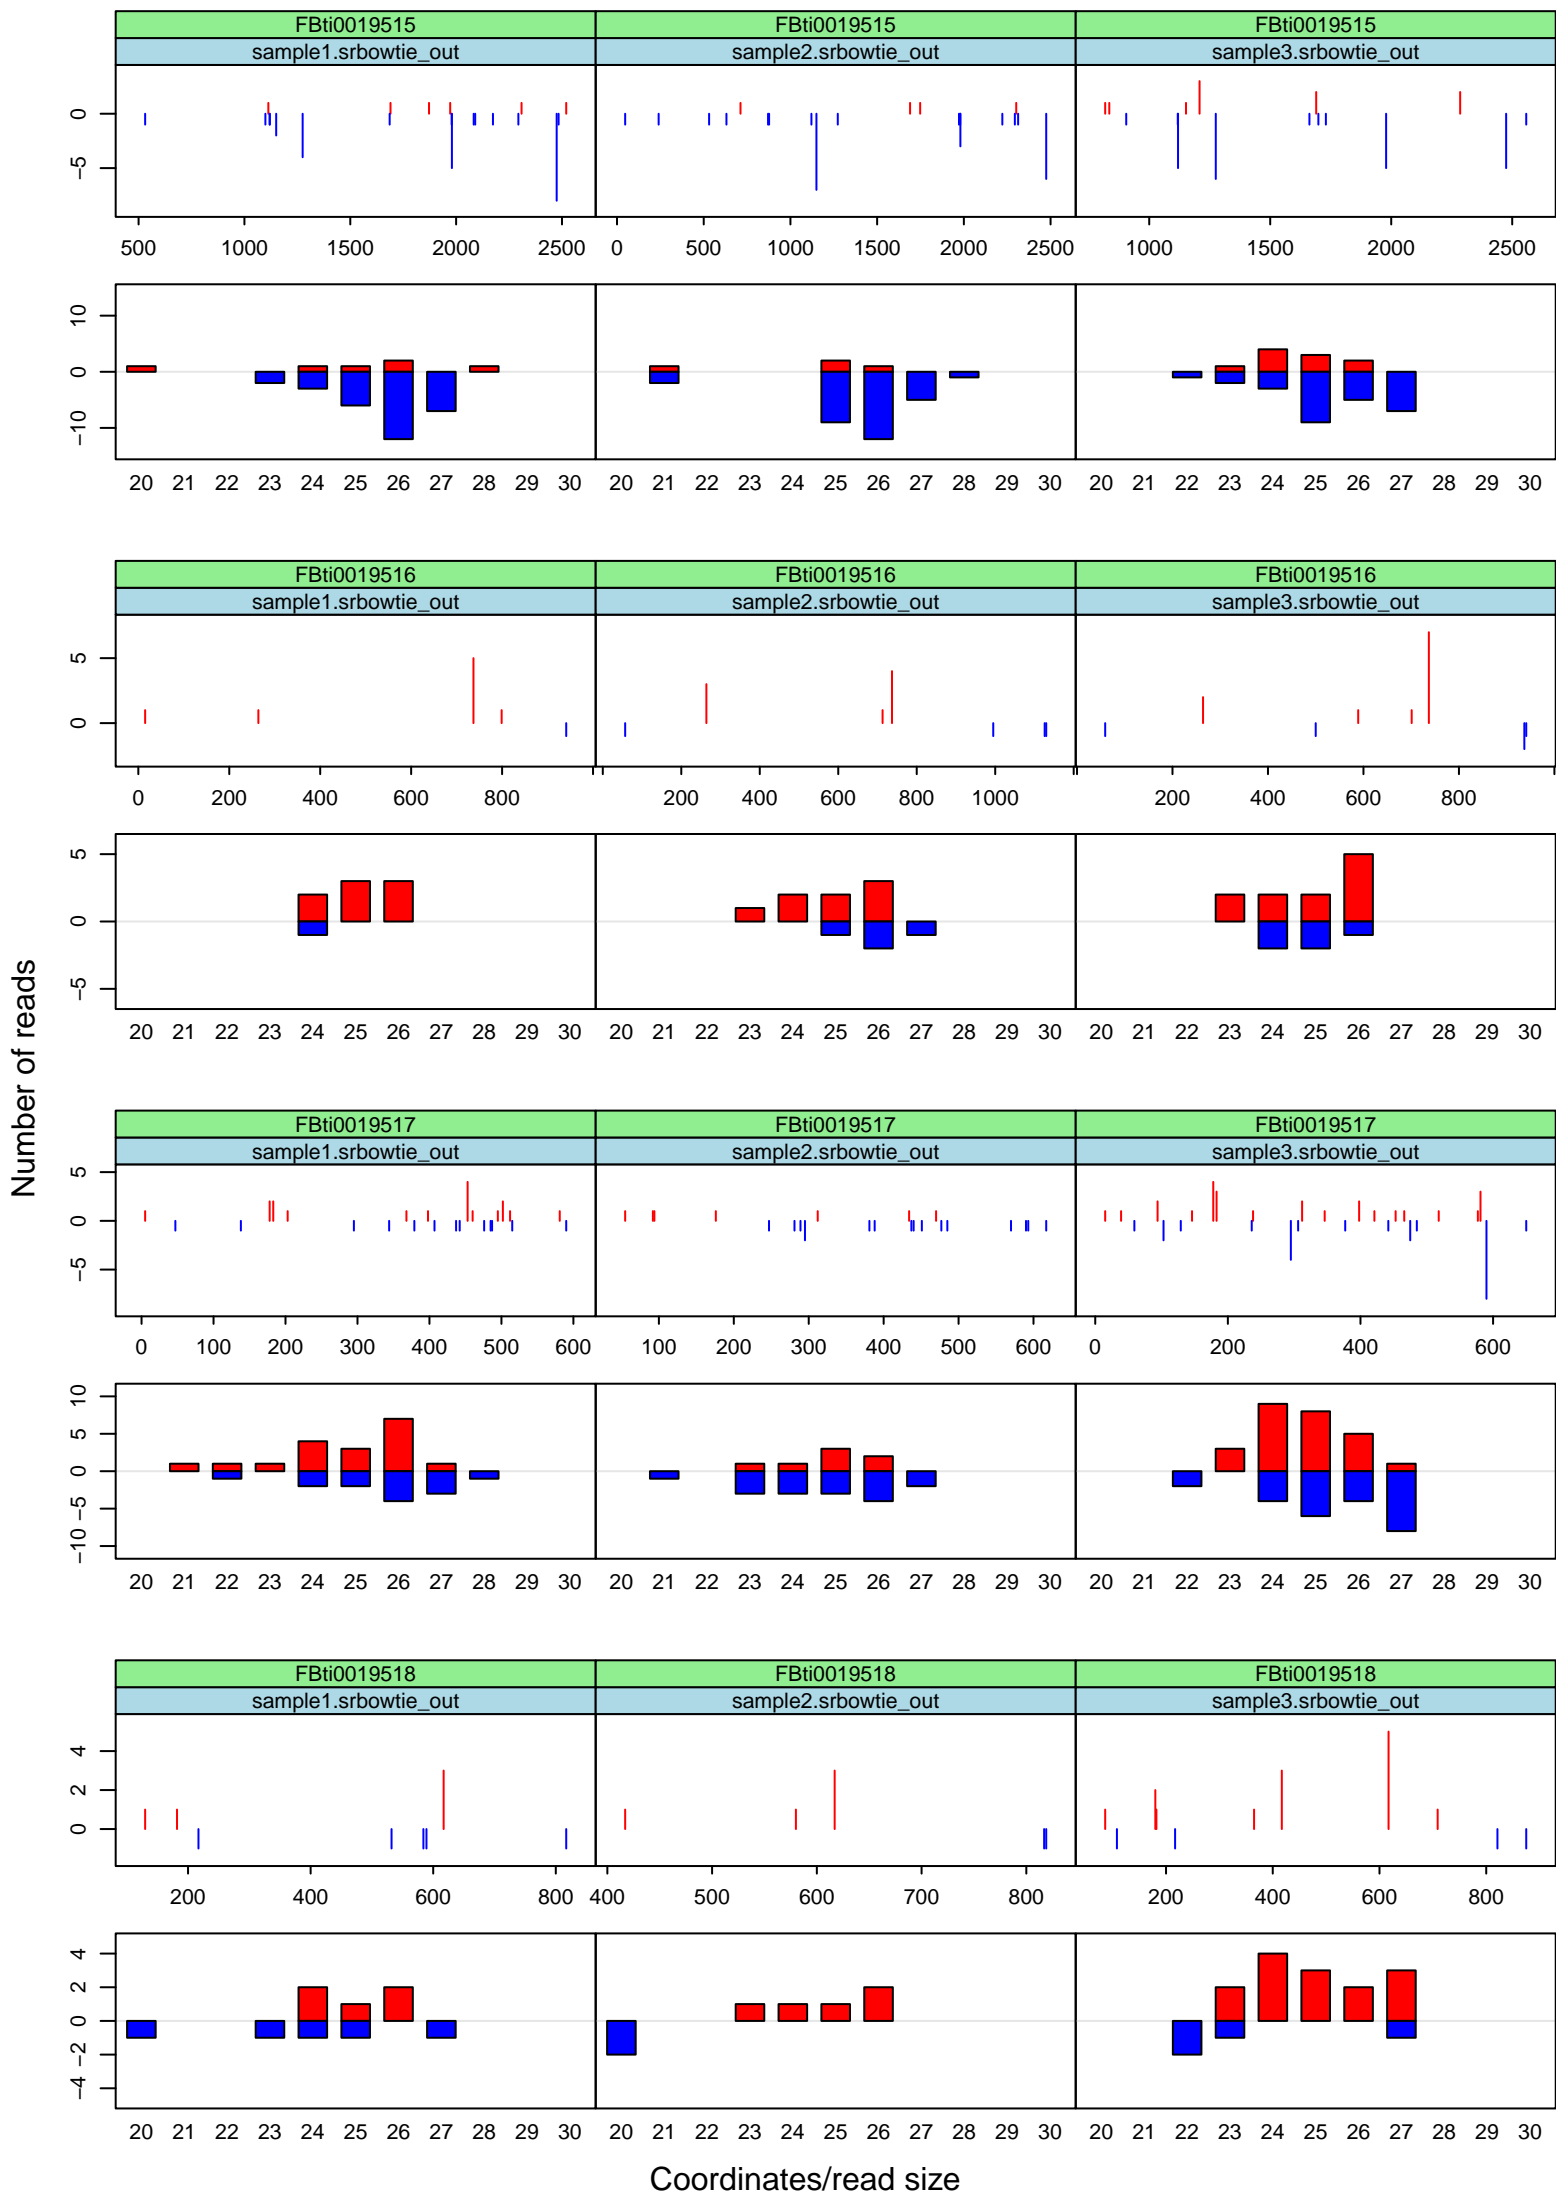 FBti0019515 FBti0019515 FBti0019515
sample1.srbowtie_out sample2.srbowtie_out sample3.srbowtie_out
0
−5
500 1000 1500 2000 2500 0 500 1000 1500 2000 2500 1000 1500 2000 2500
10
0
−10
20 21 22 23 24 25 26 27 28 29 30 20 21 22 23 24 25 26 27 28 29 30 20 21 22 23 24 25 26 27 28 29 30
FBti0019516 FBti0019516 FBti0019516
sample1.srbowtie_out sample2.srbowtie_out sample3.srbowtie_out
5
0
0 200 400 600 800 200 400 600 800 1000 200 400 600 800
5
0
−5
20 21 22 23 24 25 26 27 28 29 30 20 21 22 23 24 25 26 27 28 29 30 20 21 22 23 24 25 26 27 28 29 30
Number of reads
FBti0019517 FBti0019517 FBti0019517
sample1.srbowtie_out sample2.srbowtie_out sample3.srbowtie_out
5
0
−5
0 100 200 300 400 500 600 100 200 300 400 500 600 0 200 400 600
10
5
0
−5
−10
20 21 22 23 24 25 26 27 28 29 30 20 21 22 23 24 25 26 27 28 29 30 20 21 22 23 24 25 26 27 28 29 30
FBti0019518 FBti0019518 FBti0019518
sample1.srbowtie_out sample2.srbowtie_out sample3.srbowtie_out
4
2
0
200 400 600 800 400 500 600 700 800 200 400 600 800
4
2
0
−2
−4
20 21 22 23 24 25 26 27 28 29 30 20 21 22 23 24 25 26 27 28 29 30 20 21 22 23 24 25 26 27 28 29 30
Coordinates/read size